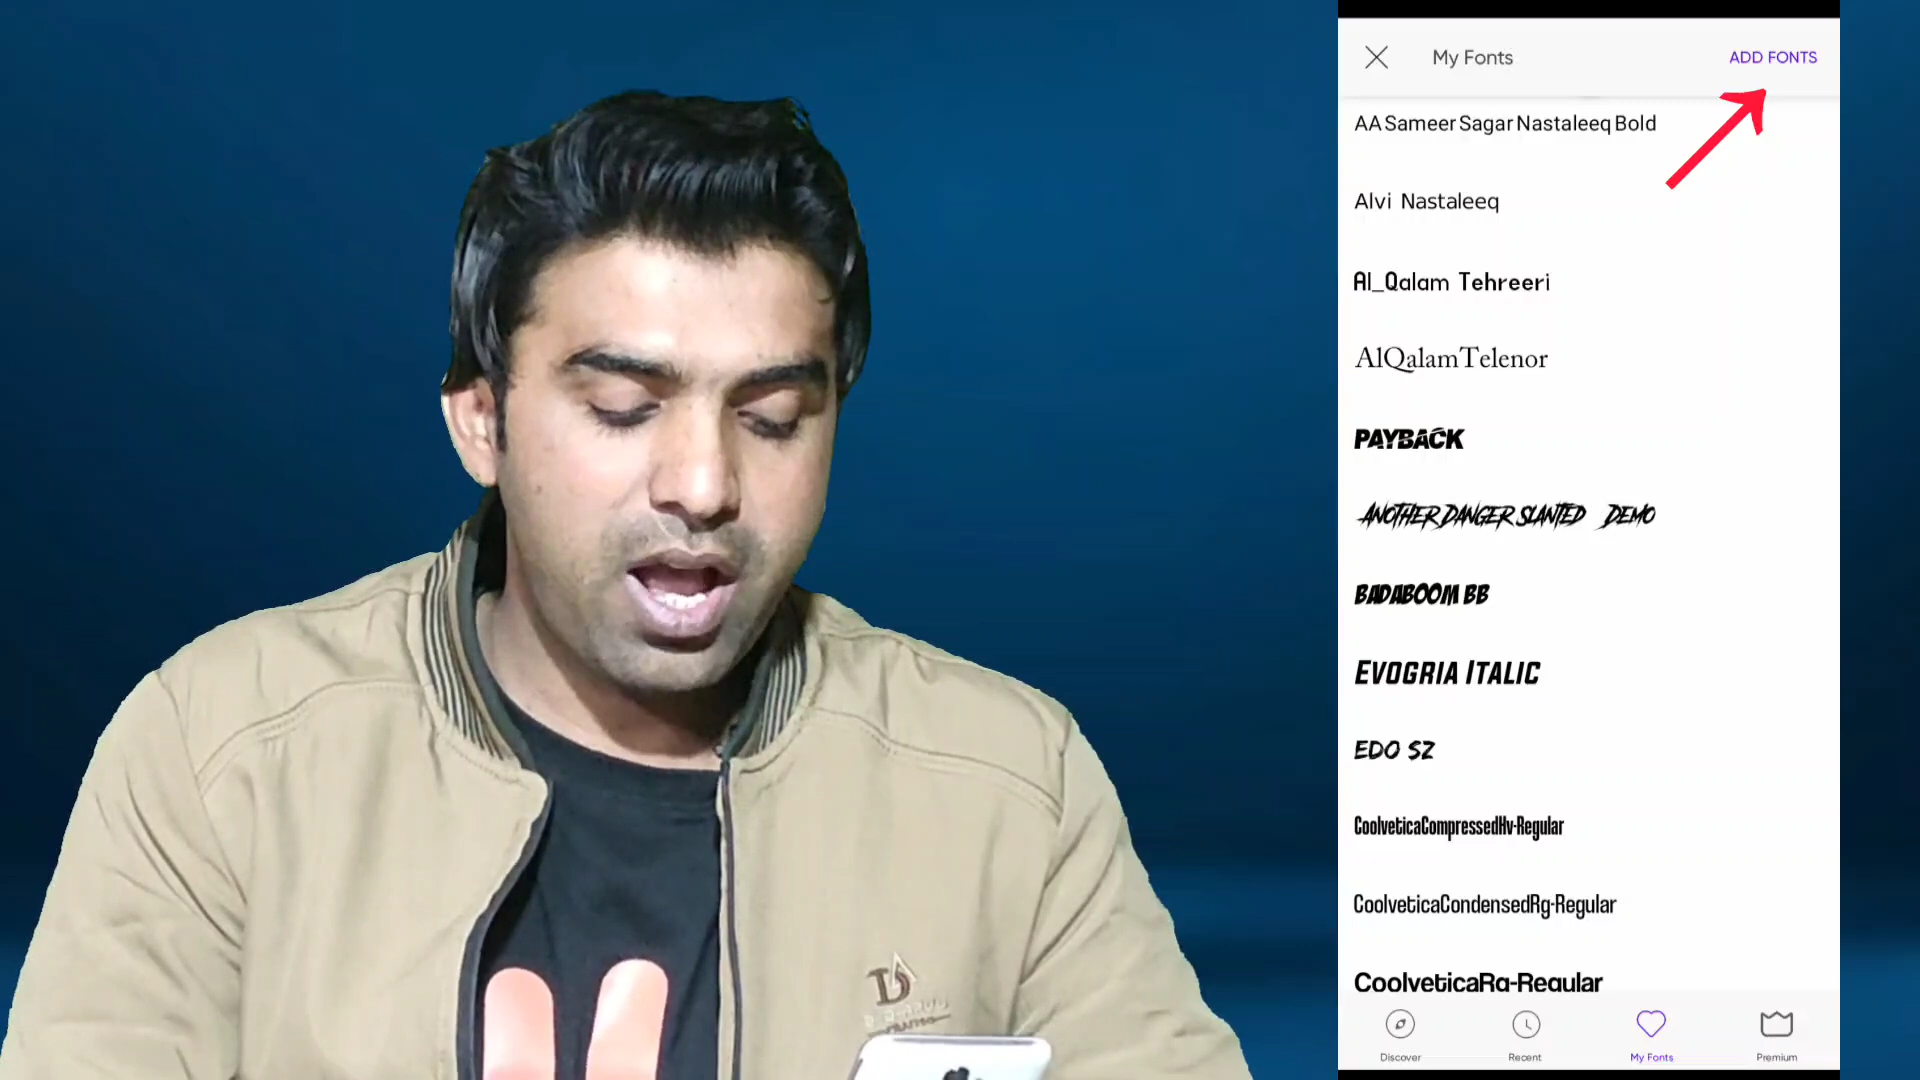 My Fonts
ADD FONTS
AA Sameer Sagar Nastaleeq Bold
Alvi Nastaleeq
Al_Qalam Tehreeri
AlQalamTelenor
PAYBACK
ANOTHER DANGER SLANTED DEMO
BADABOOM BB
EVOGRIA ITALIC
EDO SZ
CoolveticaCompressedHv-Regular
CoolveticaCondensedRg-Regular
CoolveticaRg-Regular
Discover
Recent
My Fonts
Premium